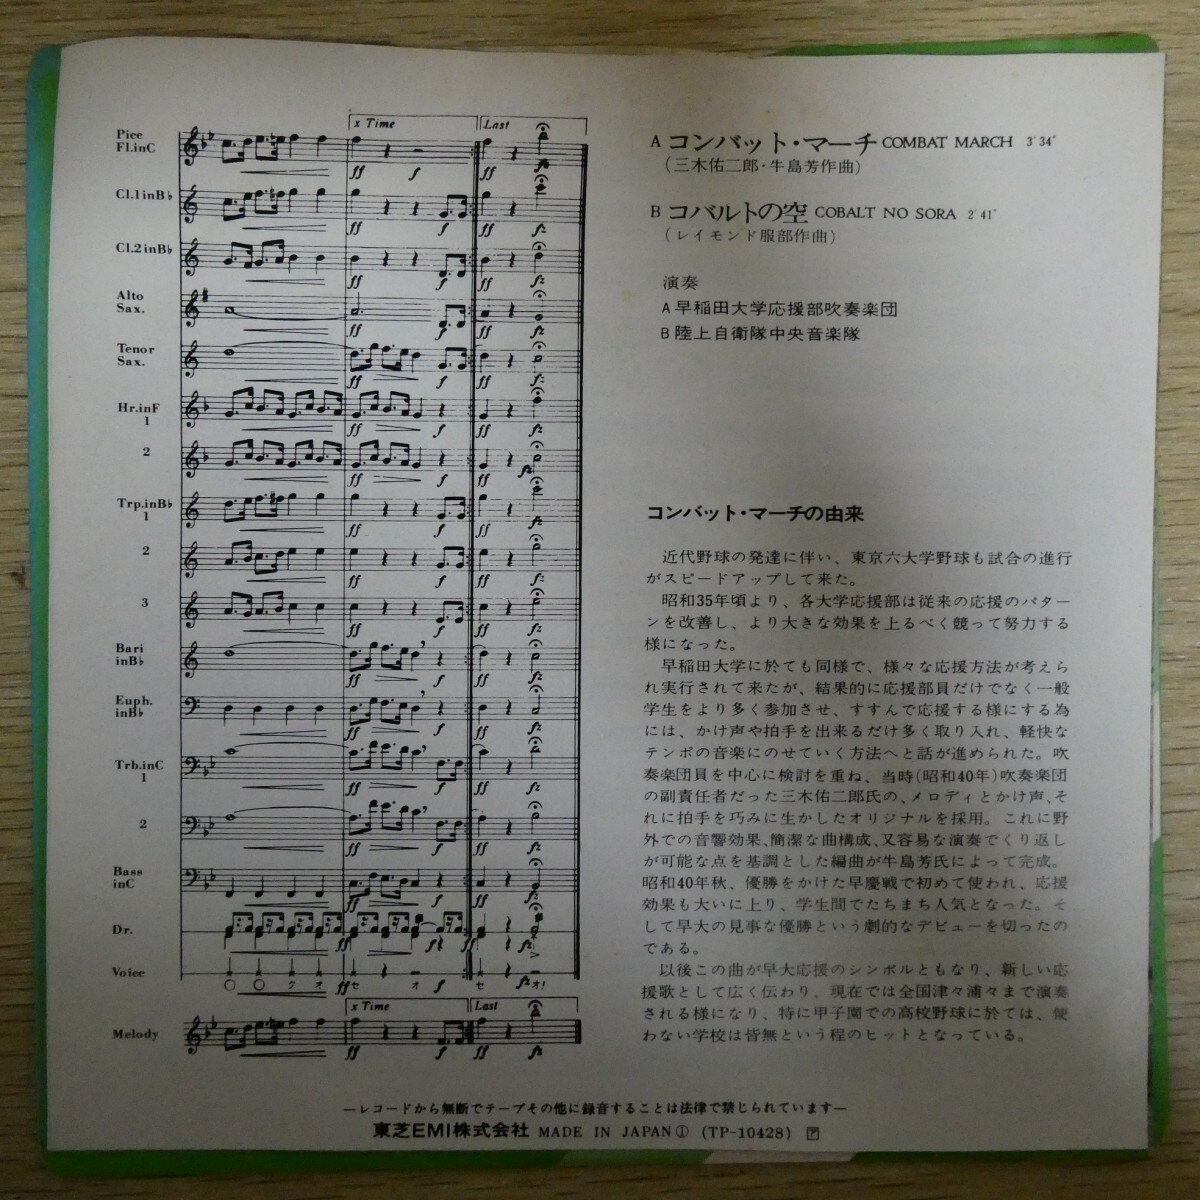 A コンバット・マーチ COMBAT MARCH 3′34″
(三木佑二郎・牛島芳作曲)
B コバルトの空 COBALT NO SORA 2′41″
(レイモンド服部作曲)
演奏
A 早稲田大学応援部吹奏楽団
B 陸上自衛隊中央音楽隊
コンバット・マーチの由来
近代野球の発達に伴い、東京六大学野球も試合の進行
がスピードアップして来た。
昭和35年頃より、各大学応援部は従来の応援のパター
ンを改善し、より大きな効果を上るべく競って努力する
様になった。
早稲田大学に於ても同様で、様々な応援方法が考えら
れ実行されて来たが、結果的に応援部員だけでなく一般
学生をより多く参加させ、すすんで応援する様にする為
には、かけ声や拍手を出来るだけ多く取り入れ、軽快な
テンポの音楽にのせていく方法へと話が進められた。吹
奏楽団員を中心に検討を重ね、当時(昭和40年)吹奏楽団
の副責任者だった三木佑二郎氏の、メロディとかけ声、そ
れに拍手を巧みに生かしたオリジナルを採用。これに野
外での音響効果、簡潔な曲構成、又容易な演奏でくり返し
が可能な点を基調とした編曲が牛島芳氏によって完成。
昭和40年秋、優勝をかけた早慶戦で初めて使われ、応援
効果も大いに上り、学生間でたちまち人気となった。そ
して早大の見事な優勝という劇的なデビューを切ったの
である。
以後この曲が早大応援のシンボルともなり、新しい応
援歌として広く伝わり、現在では全国津々浦々まで演奏
される様になり、特に甲子園での高校野球に於ては、使
わない学校は皆無という程のヒットとなっている。
x Time Last
Picc
Fl.inC
ff f ff f𝆑
Cl.1inB♭
Cl.2inB♭
Alto
Sax.
Tenor
Sax.
Hr.inF
1
2
Trp.inB♭
1
2
3
Bari
inB♭
Euph.
inB♭
Trb.inC
1
2
Bass
inC
Dr.
Voice
〇 〇 ク オ セ オ セ オ!
x Time Last
Melody
—レコードから無断でテープその他に録音することは法律で禁じられています—
東芝EMI株式会社 MADE IN JAPAN① (TP-10428) ア